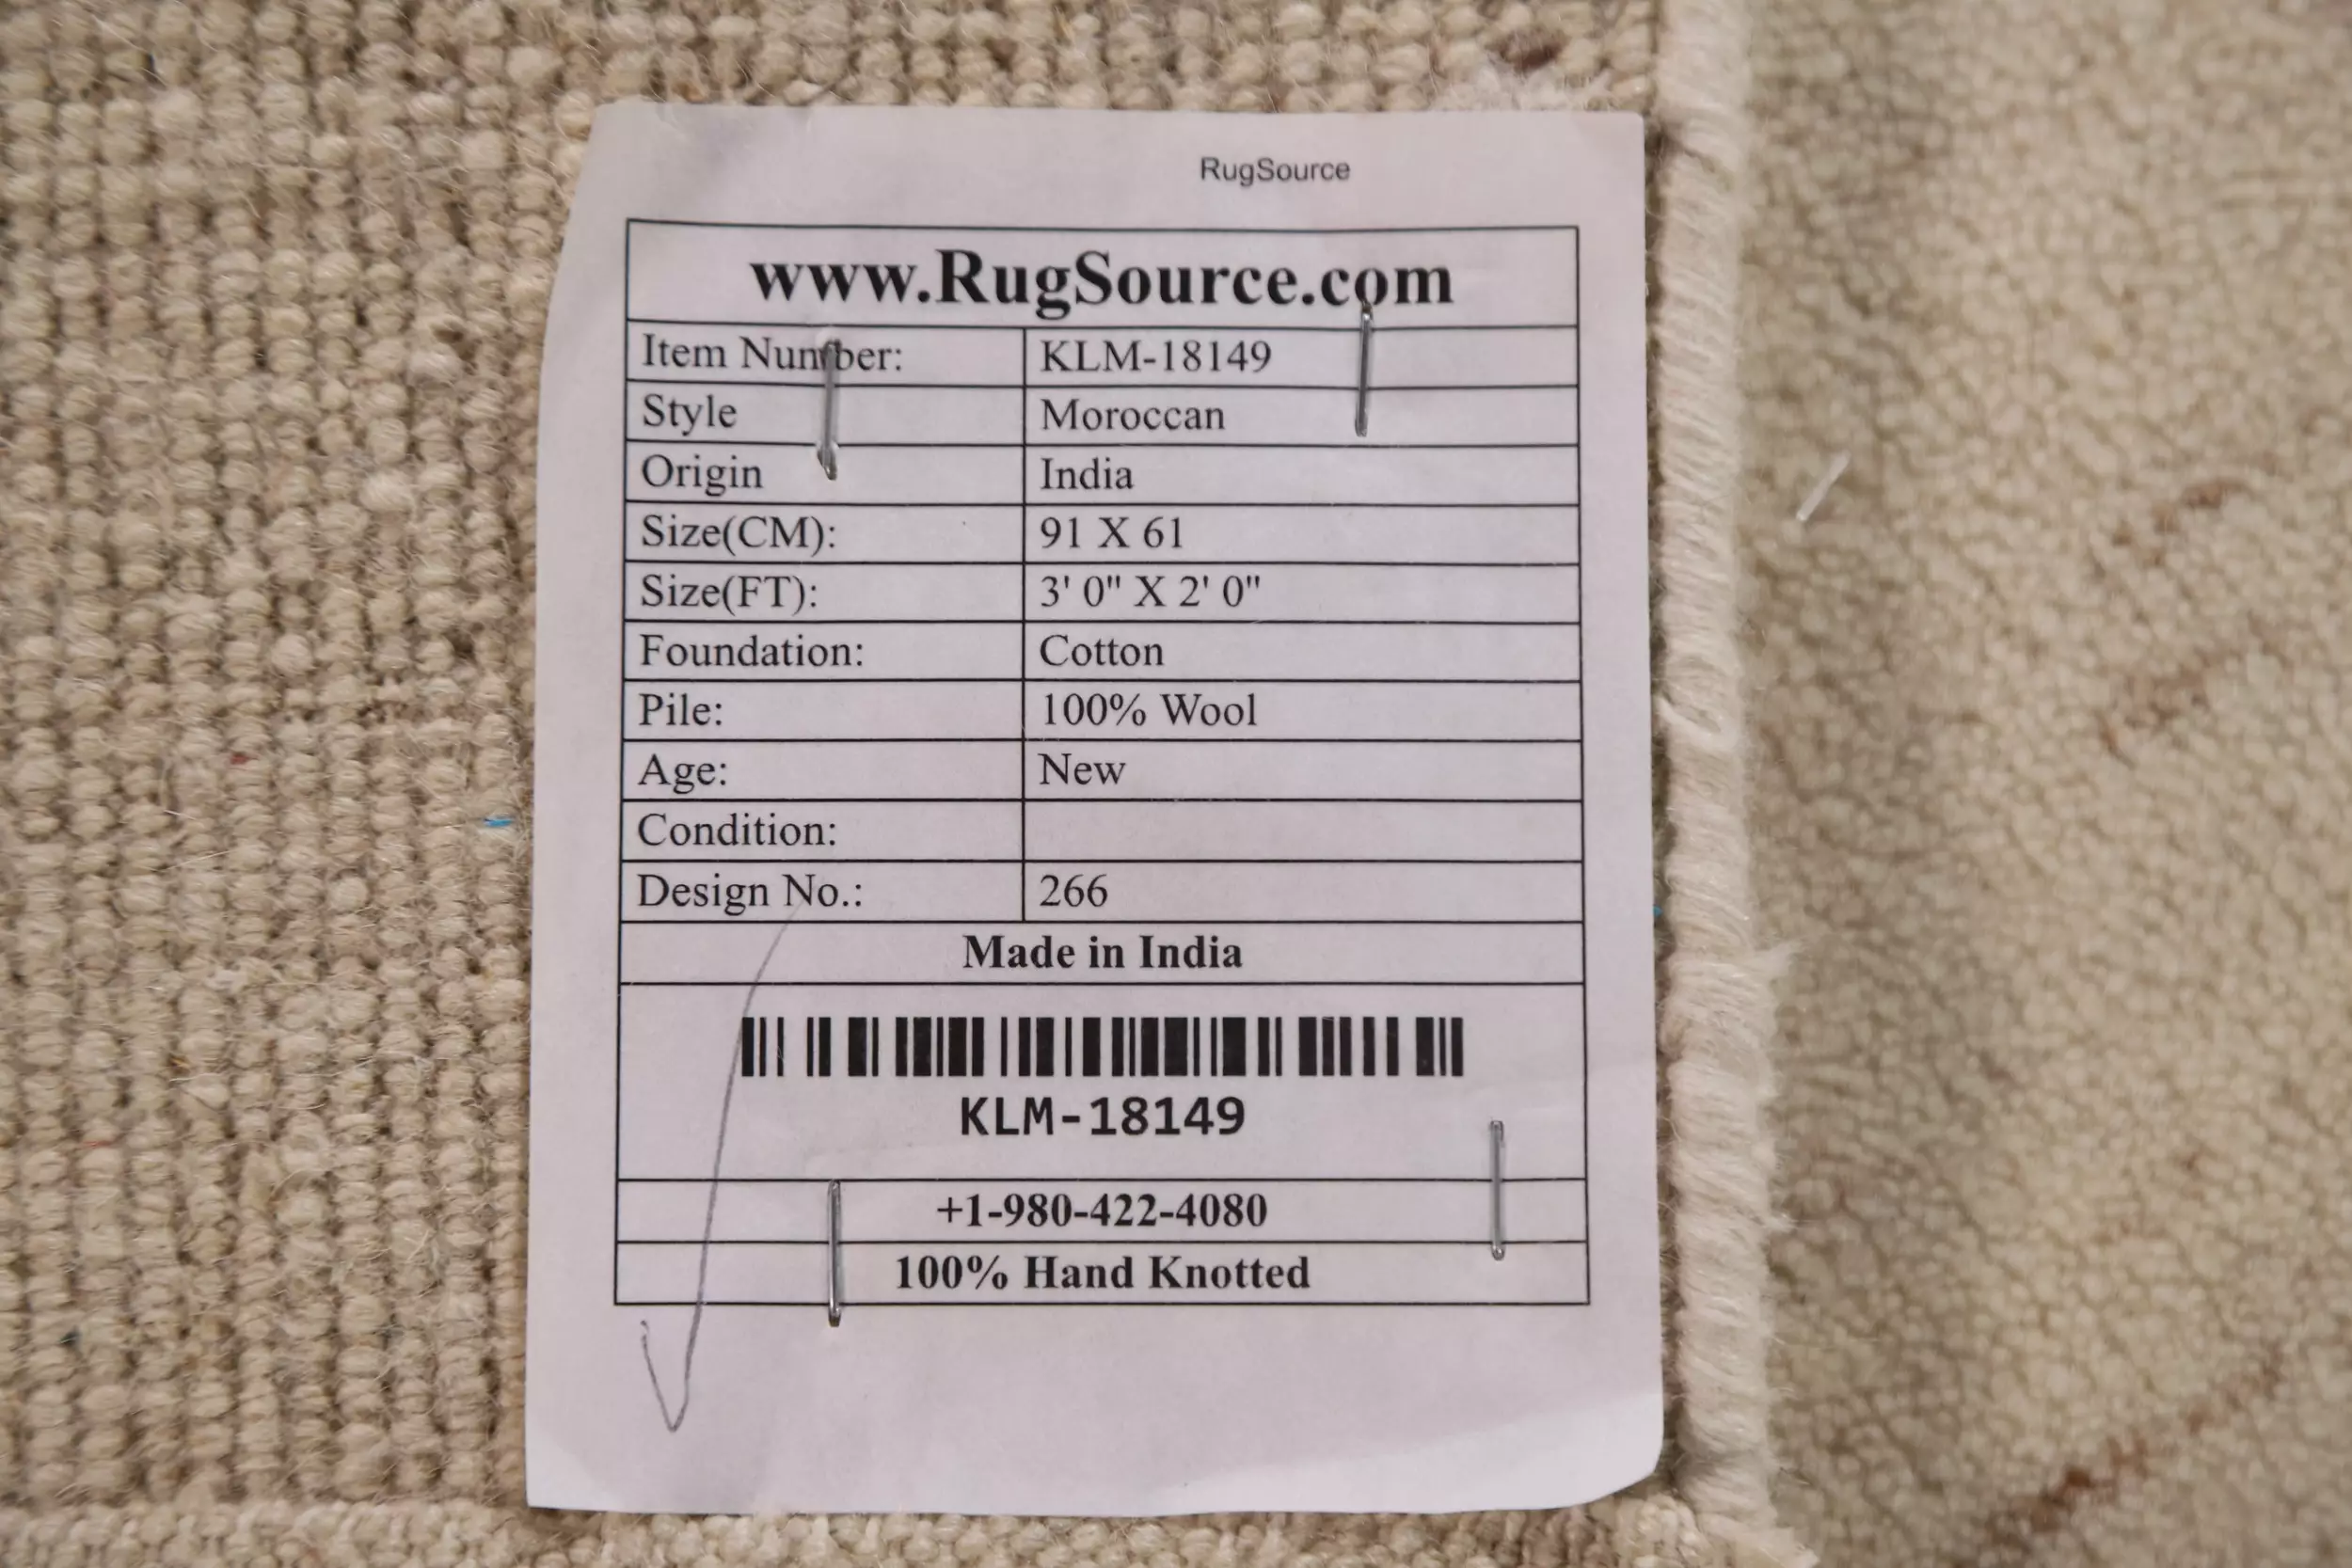 RugSource
www.RugSource.com
Item Number: KLM-18149
Style Moroccan
Origin India
Size(CM): 91 X 61
Size(FT): 3' 0" X 2' 0"
Foundation: Cotton
Pile: 100% Wool
Age: New
Condition:
Design No.: 266
Made in India
KLM-18149
+1-980-422-4080
100% Hand Knotted